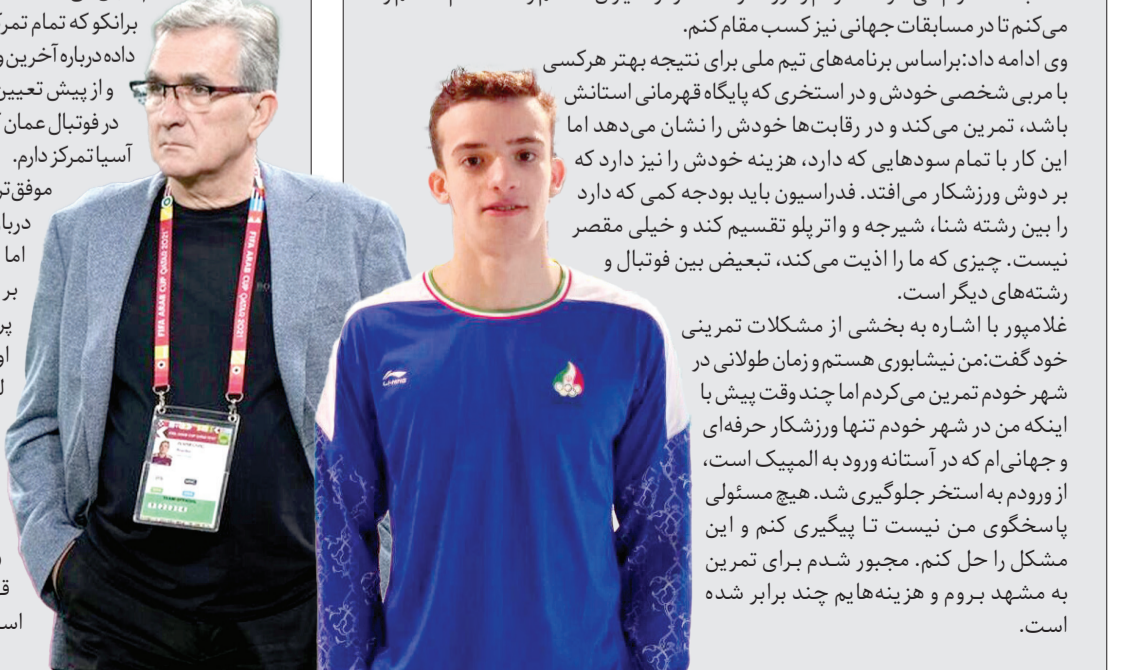 می‌کنم تا در مسابقات جهانی نیز کسب مقام کنم.
وی ادامه داد:براساس برنامه‌های تیم ملی برای نتیجه بهتر هرکسی
با مربی شخصی خودش و در استخری که پایگاه قهرمانی استانش
باشد، تمرین می‌کند و در رقابت‌ها خودش را نشان می‌دهد اما
این کار با تمام سودهایی که دارد، هزینه خودش را نیز دارد که
بر دوش ورزشکار می‌افتد. فدراسیون باید بودجه کمی که دارد
را بین رشته شنا، شیرجه و واترپلو تقسیم کند و خیلی مقصر
نیست. چیزی که ما را اذیت می‌کند، تبعیض بین فوتبال و
رشته‌های دیگر است.
غلامپور با اشاره به بخشی از مشکلات تمرینی
خود گفت:من نیشابوری هستم و زمان طولانی در
شهر خودم تمرین می‌کردم اما چند وقت پیش با
اینکه من در شهر خودم تنها ورزشکار حرفه‌ای
و جهانی‌ام که در آستانه ورود به المپیک است،
از ورودم به استخر جلوگیری شد. هیچ مسئولی
پاسخگوی من نیست تا پیگیری کنم و این
مشکل را حل کنم. مجبور شدم برای تمرین
به مشهد بروم و هزینه‌هایم چند برابر شده
است.
برانکو که تمام
داده درباره آخرین
و از پیش تعیین
در فوتبال عمان
آسیا تمرکز دارم.
اما
بر
FIFA ARAB CUP QATAR 2021
FIFA ARAB CUP QATAR 2021
LI-NING